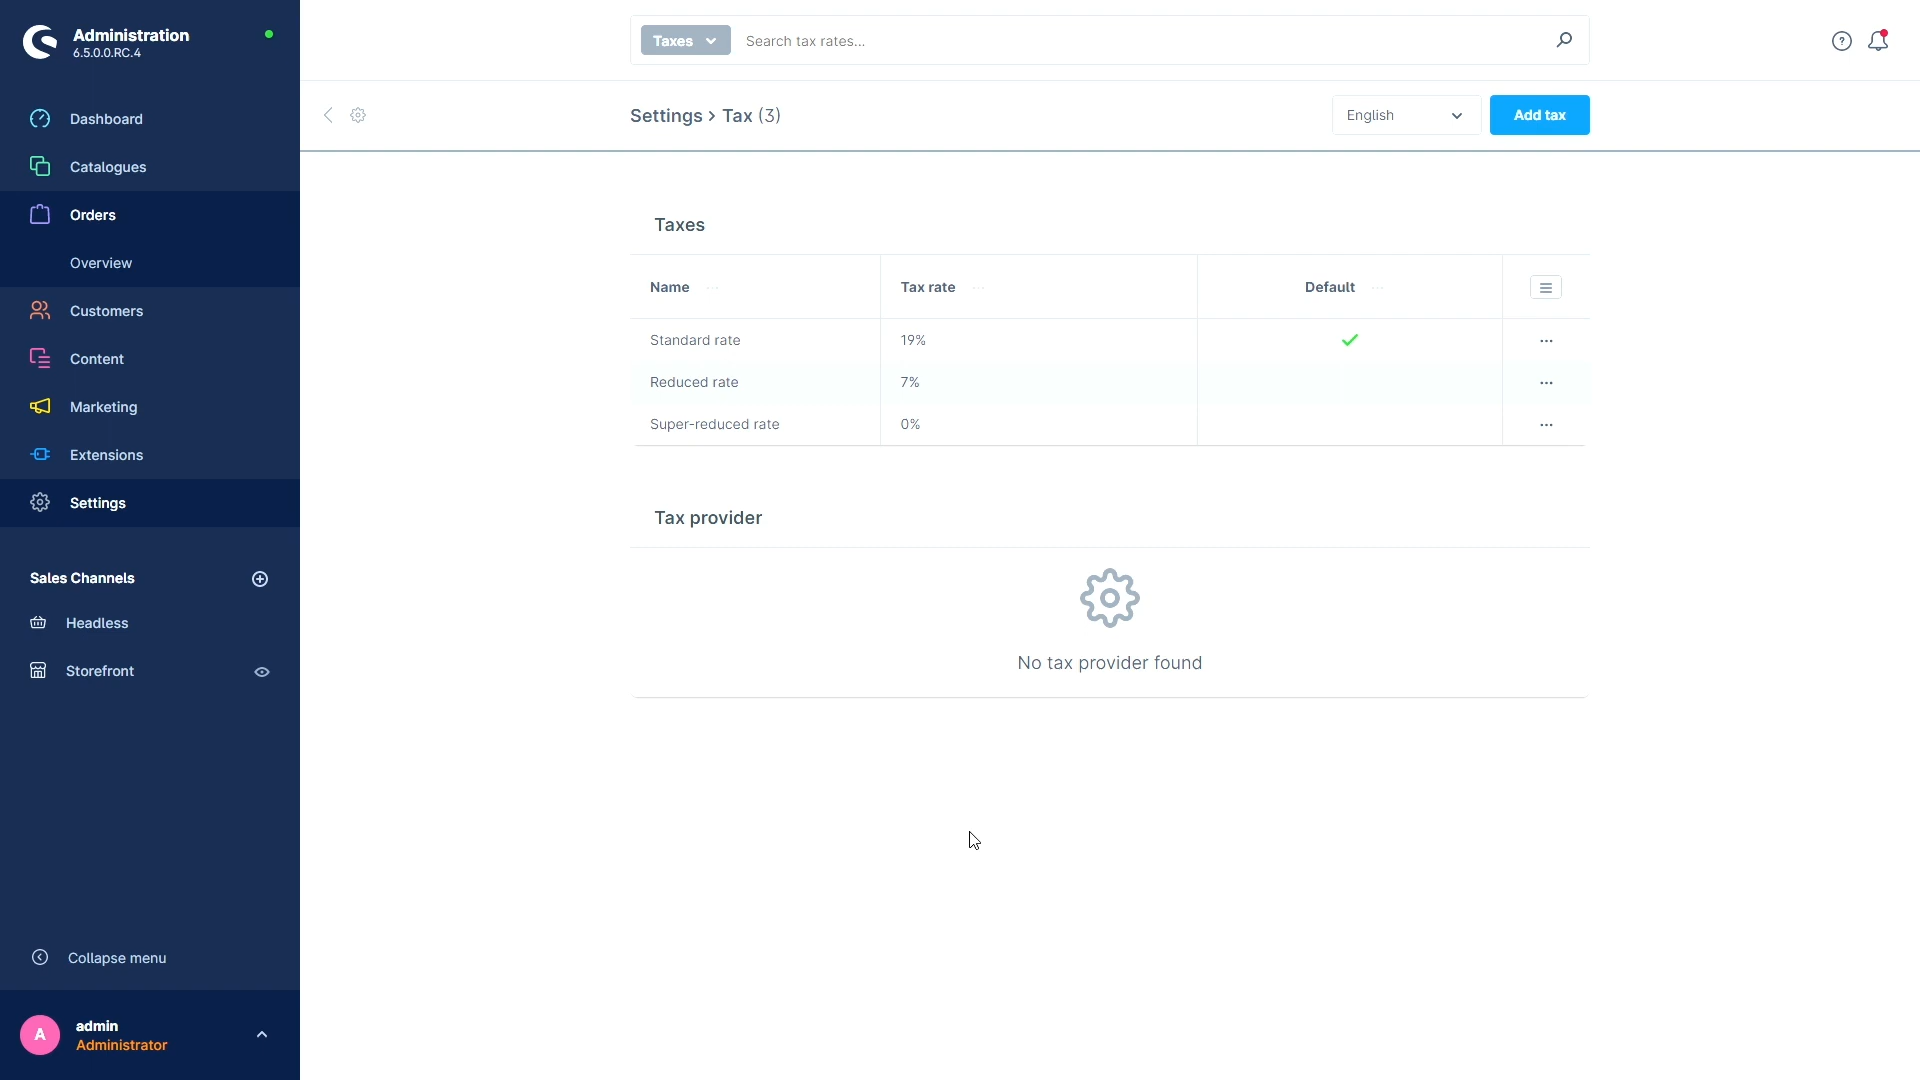 Administration
6.5.0.0.RC.4
Dashboard
Catalogues
Orders
Overview
Customers
Content
Marketing
Extensions
Settings
Sales Channels
Headless
Storefront
Collapse menu
A
admin
Administrator
Taxes
Search tax rates...
Settings > Tax (3)
English
Add tax
Taxes
Name Tax rate Default
Standard rate 19%
Reduced rate 7%
Super-reduced rate 0%
Tax provider
No tax provider found